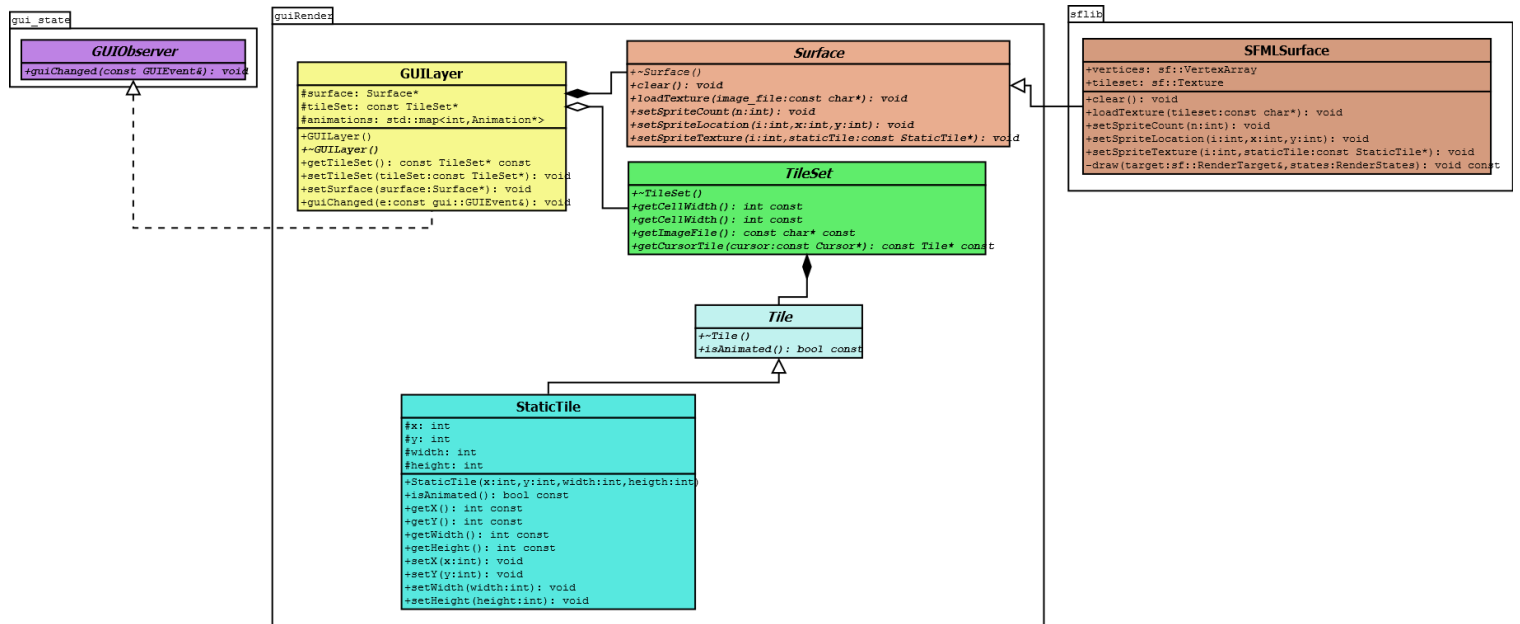 gui_state
GUIObserver
+guiChanged(const GUIEvent&): void
guiRender
GUILayer
#surface: Surface*
#tileSet: const TileSet*
#animations: std::map<int,Animation*>
+GUILayer()
+~GUILayer()
+getTileSet(): const TileSet* const
+setTileSet(tileSet:const TileSet*): void
+setSurface(surface:Surface*): void
+guiChanged(e:const gui::GUIEvent&): void
Surface
+~Surface()
+clear(): void
+loadTexture(image_file:const char*): void
+setSpriteCount(n:int): void
+setSpriteLocation(i:int,x:int,y:int): void
+setSpriteTexture(i:int,staticTile:const StaticTile*): void
TileSet
+~TileSet()
+getCellWidth(): int const
+getCellWidth(): int const
+getImageFile(): const char* const
+getCursorTile(cursor:const Cursor*): const Tile* const
Tile
+~Tile()
+isAnimated(): bool const
StaticTile
#x: int
#y: int
#width: int
#height: int
+StaticTile(x:int,y:int,width:int,heigth:int)
+isAnimated(): bool const
+getX(): int const
+getY(): int const
+getWidth(): int const
+getHeight(): int const
+setX(x:int): void
+setY(y:int): void
+setWidth(width:int): void
+setHeight(height:int): void
sflib
SFMLSurface
+vertices: sf::VertexArray
+tileset: sf::Texture
+clear(): void
+loadTexture(tileset:const char*): void
+setSpriteCount(n:int): void
+setSpriteLocation(i:int,x:int,y:int): void
+setSpriteTexture(i:int,staticTile:const StaticTile*): void
-draw(target:sf::RenderTarget&,states:RenderStates): void const